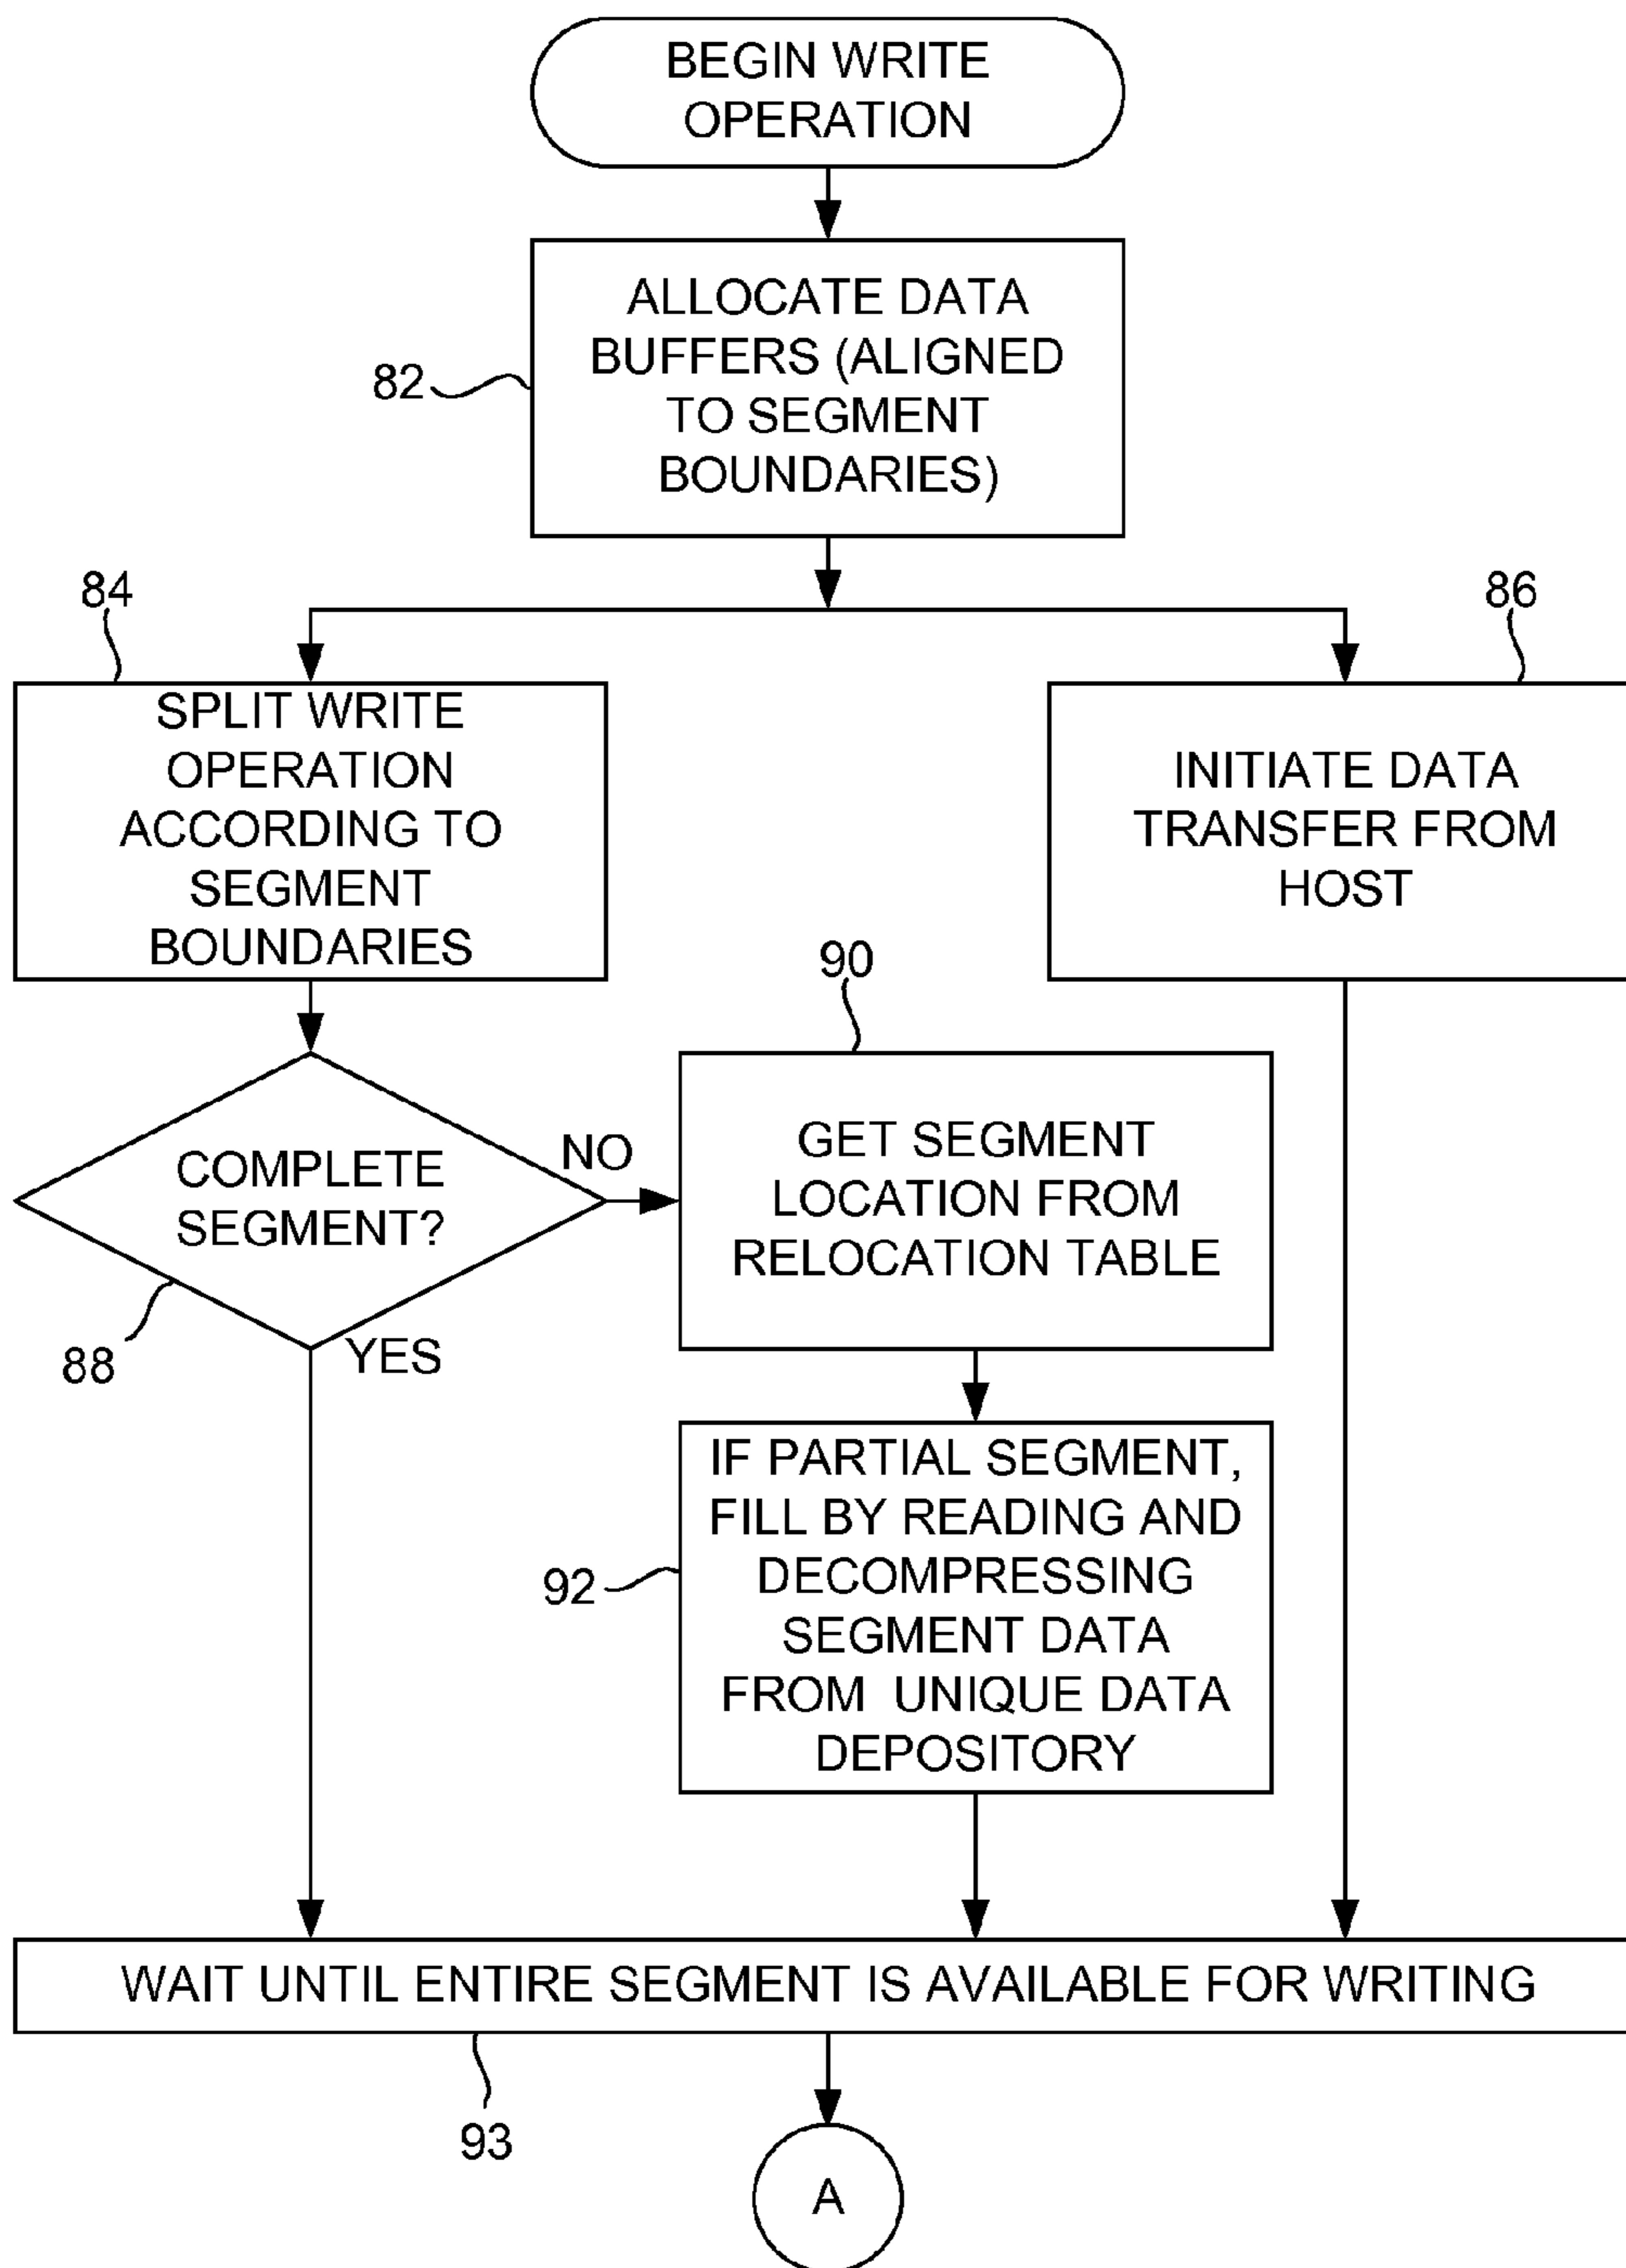 BEGIN WRITE
OPERATION
ALLOCATE DATA
BUFFERS (ALIGNED
TO SEGMENT
BOUNDARIES)
82
84
86
SPLIT WRITE
OPERATION
ACCORDING TO
SEGMENT
BOUNDARIES
INITIATE DATA
TRANSFER FROM
HOST
90
COMPLETE
SEGMENT?
NO
YES
88
GET SEGMENT
LOCATION FROM
RELOCATION TABLE
IF PARTIAL SEGMENT,
FILL BY READING AND
DECOMPRESSING
SEGMENT DATA
FROM  UNIQUE DATA
DEPOSITORY
92
WAIT UNTIL ENTIRE SEGMENT IS AVAILABLE FOR WRITING
93
A